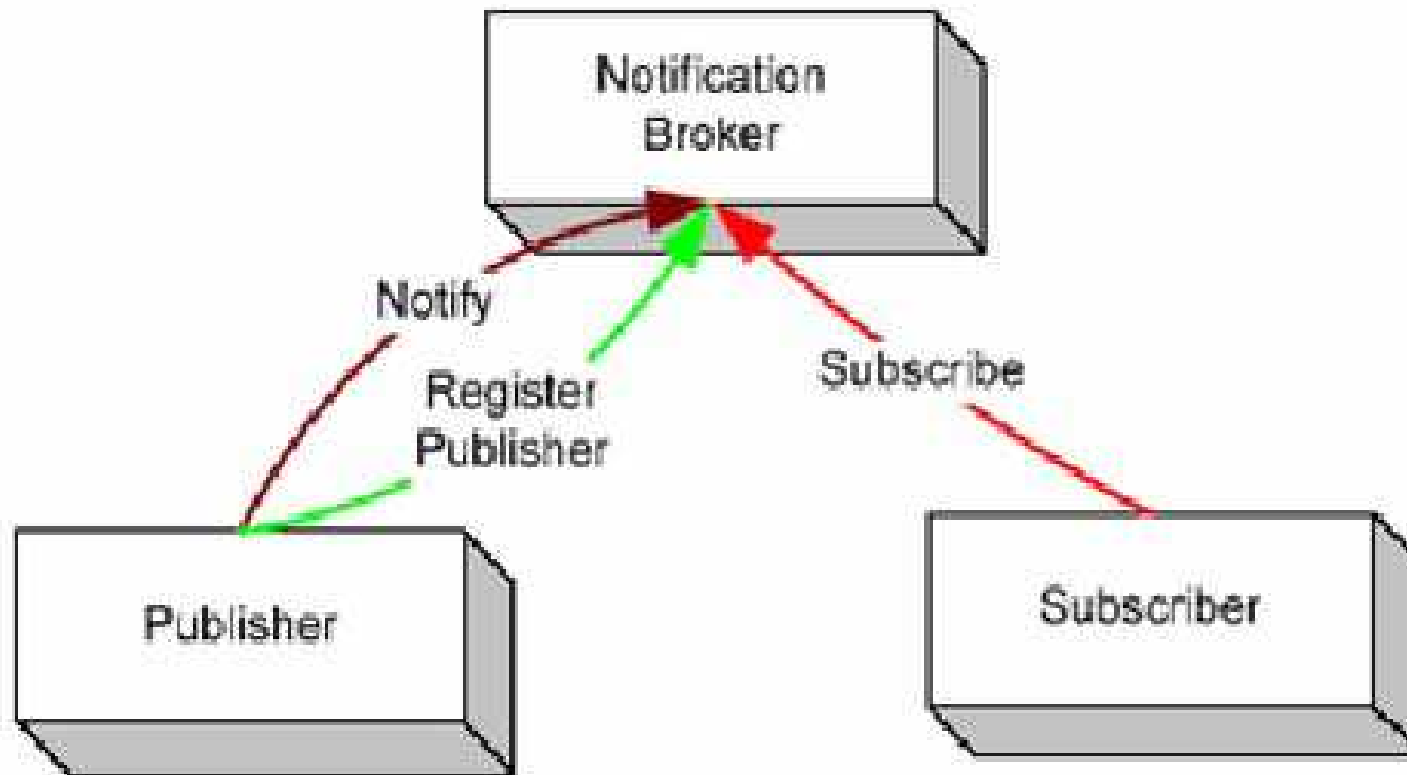 Notification
Broker
Notify
Register
Publisher
Subscribe
Publisher
Subscriber